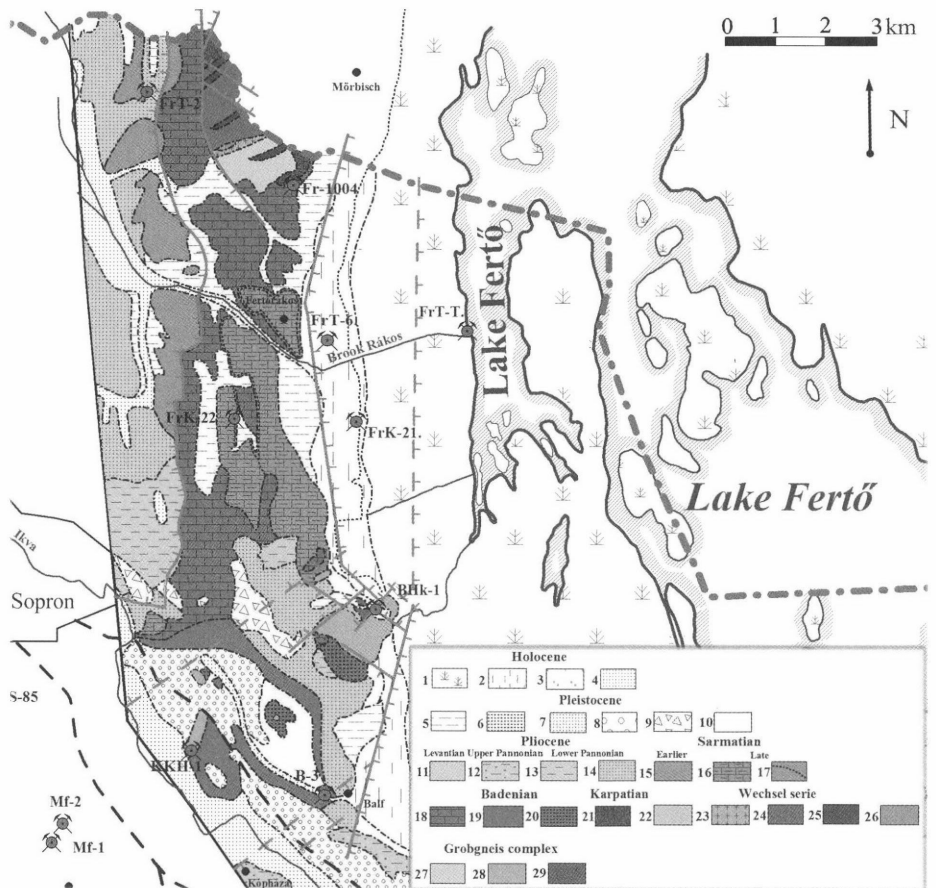 0 1 2 3 km
Mörbisch
FrT-2
N
Fr-1004
Lake Fertő
Fertőrákos
FrT-6
FrT-T.
Brook Rákos
FrK-22
FrK-21.
Lake Fertő
Ikva
Sopron
BHk-1
S-85
KKH-1
B-3
Balf
Mf-2
Mf-1
Kópháza
Holocene
1 2 3 4
Pleistocene
5 6 7 8 9 10
Pliocene Sarmatian
Levantian Upper Pannonian Lower Pannonian Earlier Late
11 12 13 14 15 16 17
Badenian Karpatian Wechsel serie
18 19 20 21 22 23 24 25 26
Grobgneis complex
27 28 29